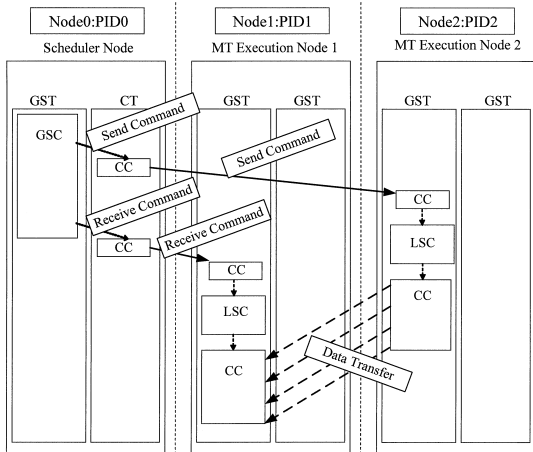 Node0:PID0
Node1:PID1
Node2:PID2
Scheduler Node
MT Execution Node 1
MT Execution Node 2
GST
CT
GST
GST
GST
GST
GSC
Send Command
CC
Send Command
CC
Receive Command
CC
Receive Command
LSC
CC
CC
LSC
Data Transfer
CC